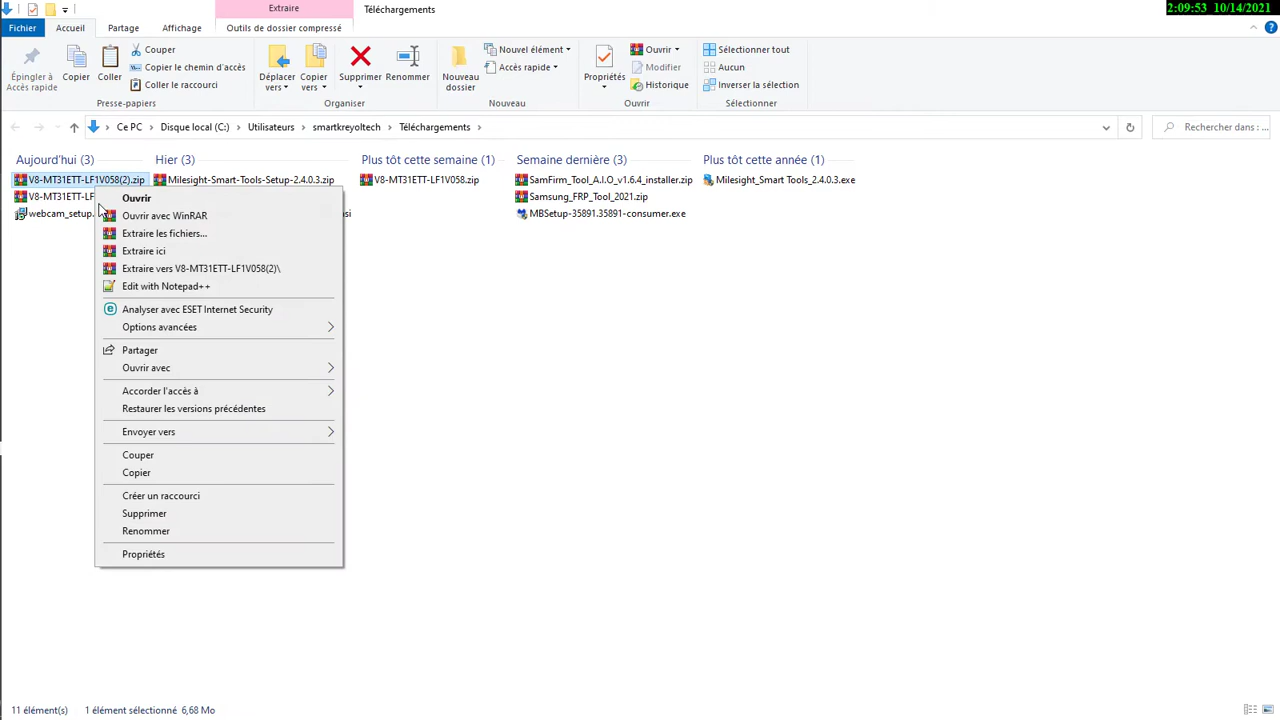 Extraire
Téléchargements
2:09:53 10/14/2021
Fichier Accueil Partage Affichage Outils de dossier compressé
Épingler à Accès rapide
Copier
Coller
Couper
Copier le chemin d'accès
Coller le raccourci
Presse-papiers
Déplacer vers
Copier vers
Supprimer
Renommer
Organiser
Nouveau dossier
Nouvel élément
Accès rapide
Nouveau
Propriétés
Ouvrir
Modifier
Historique
Ouvrir
Sélectionner tout
Aucun
Inverser la sélection
Sélectionner
Ce PC > Disque local (C:) > Utilisateurs > smartkreyoltech > Téléchargements >
Rechercher dans : ...
Aujourd'hui (3)
V8-MT31ETT-LF1V058(2).zip
V8-MT31ETT-LF
webcam_setup.
Hier (3)
Milesight-Smart-Tools-Setup-2.4.0.3.zip
Plus tôt cette semaine (1)
V8-MT31ETT-LF1V058.zip
Semaine dernière (3)
SamFirm_Tool_A.I.O_v1.6.4_installer.zip
Samsung_FRP_Tool_2021.zip
MBSetup-35891.35891-consumer.exe
Plus tôt cette année (1)
Milesight_Smart Tools_2.4.0.3.exe
Ouvrir
Ouvrir avec WinRAR
Extraire les fichiers...
Extraire ici
Extraire vers V8-MT31ETT-LF1V058(2)\
Edit with Notepad++
Analyser avec ESET Internet Security
Options avancées
Partager
Ouvrir avec
Accorder l'accès à
Restaurer les versions précédentes
Envoyer vers
Couper
Copier
Créer un raccourci
Supprimer
Renommer
Propriétés
11 élément(s) 1 élément sélectionné 6,68 Mo